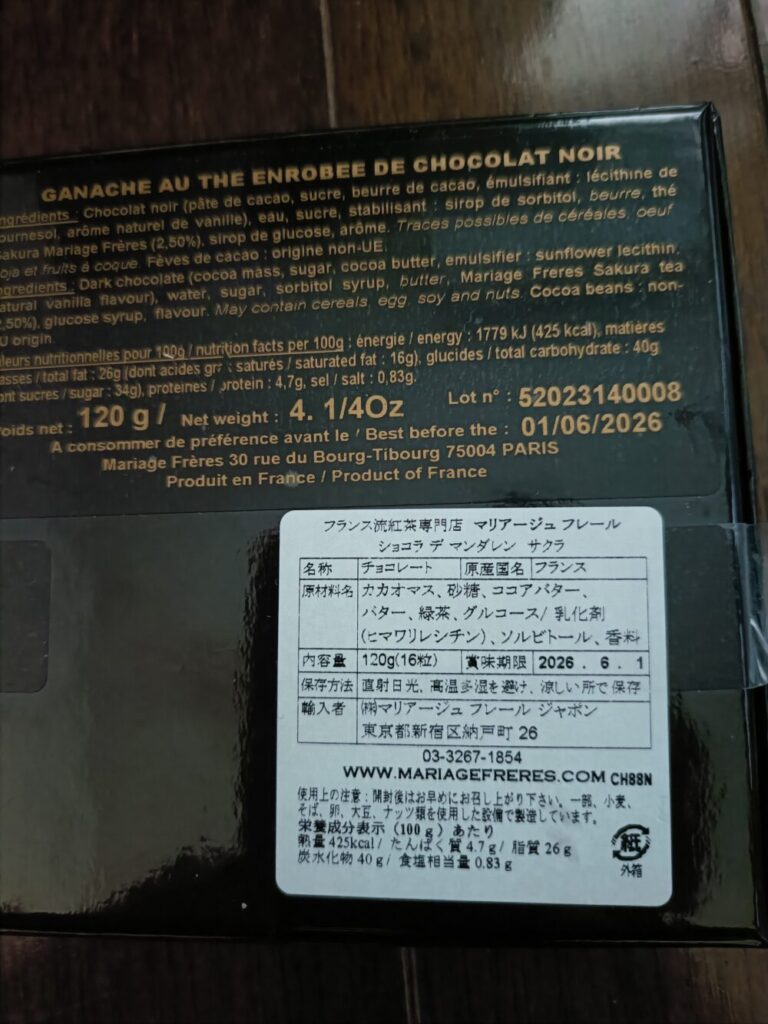 GANACHE AU THE ENROBEE DE CHOCOLAT NOIR
ngrédients : Chocolat noir (pâte de cacao, sucre, beurre de cacao, émulsifiant : lécithine de
ournesol, arôme naturel de vanille), eau, sucre, stabilisant : sirop de sorbitol, beurre, thé
akura Mariage Frères (2,50%), sirop de glucose, arôme. Traces possibles de céréales, oeuf
oja et fruits à coque. Fèves de cacao : origine non-UE.
ngredients : Dark chocolate (cocoa mass, sugar, cocoa butter, emulsifier : sunflower lecithin,
atural vanilla flavour), water, sugar, sorbitol syrup, butter, Mariage Freres Sakura tea
2,50%), glucose syrup, flavour. May contain cereals, egg, soy and nuts. Cocoa beans : non-
U origin.
leurs nutritionnelles pour 100g / nutrition facts per 100g : énergie / energy : 1779 kJ (425 kcal), matières
asses / total fat : 26g (dont acides gr s saturés / saturated fat : 16g), glucides / total carbohydrate : 40g
ont sucres / sugar : 34g), proteines / protein : 4,7g, sel / salt : 0,83g.
oids net : 120 g / Net weight : 4. 1/4Oz Lot n° : 52023140008
A consommer de préférence avant le / Best before the : 01/06/2026
Mariage Frères 30 rue du Bourg-Tibourg 75004 PARIS
Produit en France / Product of France
フランス流紅茶専門店 マリアージュ フレール
ショコラ デ マンダレン サクラ
名称 チョコレート 原産国名 フランス
原材料名 カカオマス、砂糖、ココアバター、
バター、緑茶、グルコース/ 乳化剤
(ヒマワリレシチン)、ソルビトール、香料
内容量 120g(16粒) 賞味期限 2026 . 6 . 1
保存方法 直射日光、高温多湿を避け、涼しい所で保存
輸入者 ㈱マリアージュ フレール ジャポン
東京都新宿区納戸町 26
03-3267-1854
WWW.MARIAGEFRERES.COM CH88N
使用上の注意：開封後はお早めにお召し上がり下さい。一部、小麦、
そば、卵、大豆、ナッツ類を使用した設備で製造しています。
栄養成分表示（100 g）あたり
熱量 425kcal/ たんぱく質 4.7 g/ 脂質 26 g
炭水化物 40 g/ 食塩相当量 0.83 g
紙
外箱